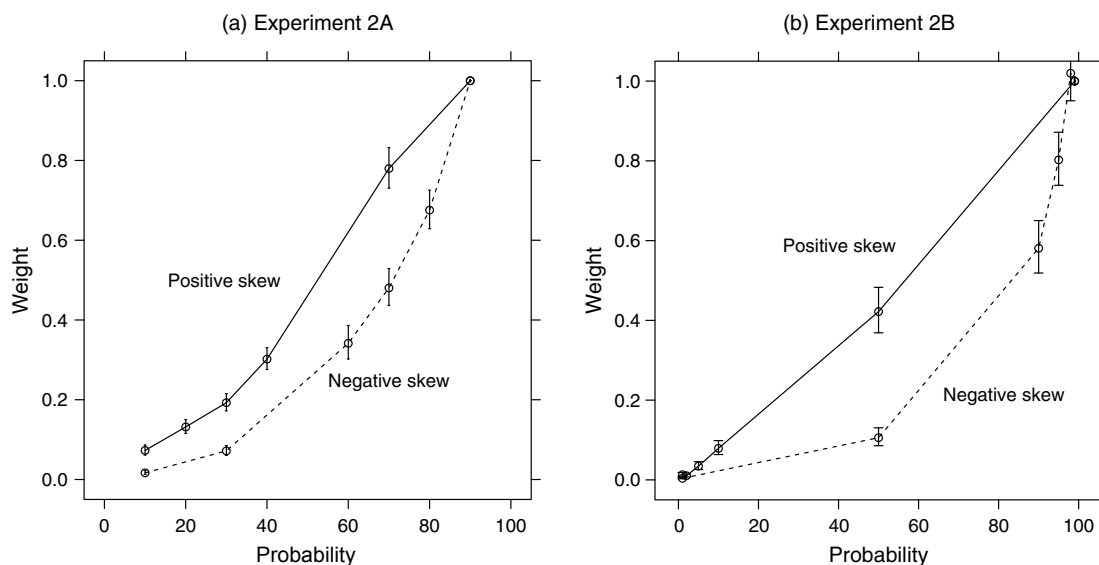 (a) Experiment 2A
1.0
0.8
0.6
0.4
0.2
0.0
Weight
Positive skew
Negative skew
0 20 40 60 80 100
Probability
(b) Experiment 2B
1.0
0.8
0.6
0.4
0.2
0.0
Weight
Positive skew
Negative skew
0 20 40 60 80 100
Probability